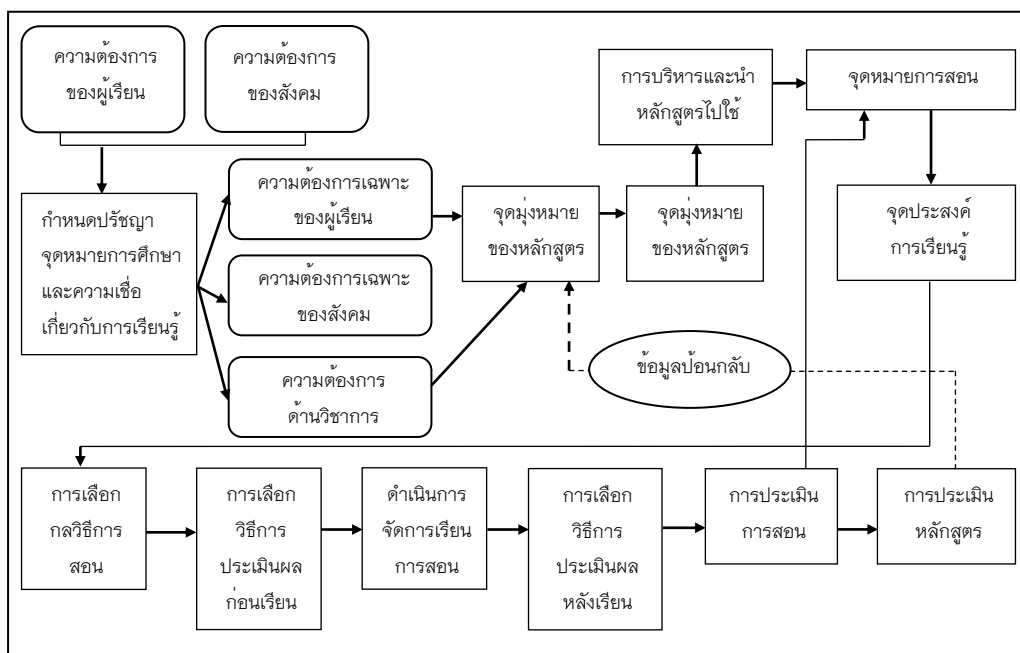 ความต้องการ
ของผู้เรียน
ความต้องการ
ของสังคม
การบริหารและนำ
หลักสูตรไปใช้
จุดหมายการสอน
กำหนดปรัชญา
จุดหมายการศึกษา
และความเชื่อ
เกี่ยวกับการเรียนรู้
ความต้องการเฉพาะ
ของผู้เรียน
ความต้องการเฉพาะ
ของสังคม
ความต้องการ
ด้านวิชาการ
จุดมุ่งหมาย
ของหลักสูตร
จุดมุ่งหมาย
ของหลักสูตร
จุดประสงค์
การเรียนรู้
ข้อมูลป้อนกลับ
การเลือก
กลวิธีการ
สอน
การเลือก
วิธีการ
ประเมินผล
ก่อนเรียน
ดำเนินการ
จัดการเรียน
การสอน
การเลือก
วิธีการ
ประเมินผล
หลังเรียน
การประเมิน
การสอน
การประเมิน
หลักสูตร